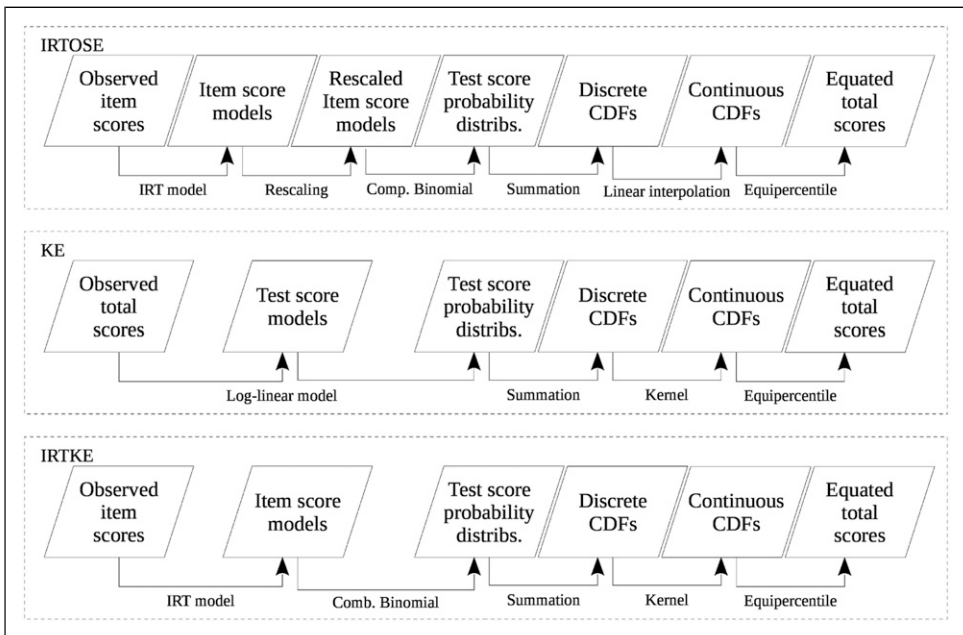 IRTOSE
Observed
item
scores
Item score
models
Rescaled
Item score
models
Test score
probability
distribs.
Discrete
CDFs
Continuous
CDFs
Equated
total
scores
IRT model
Rescaling
Comp. Binomial
Summation
Linear interpolation
Equipercentile
KE
Observed
total
scores
Test score
models
Test score
probability
distribs.
Discrete
CDFs
Continuous
CDFs
Equated
total
scores
Log-linear model
Summation
Kernel
Equipercentile
IRTKE
Observed
item
scores
Item score
models
Test score
probability
distribs.
Discrete
CDFs
Continuous
CDFs
Equated
total
scores
IRT model
Comb. Binomial
Summation
Kernel
Equipercentile